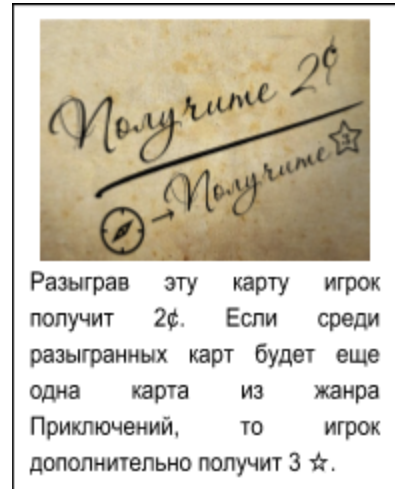 Получите 2¢
Получите 3
Разыграв эту карту игрок
получит 2¢. Если среди
разыгранных карт будет еще
одна карта из жанра
Приключений, то игрок
дополнительно получит 3 ☆.